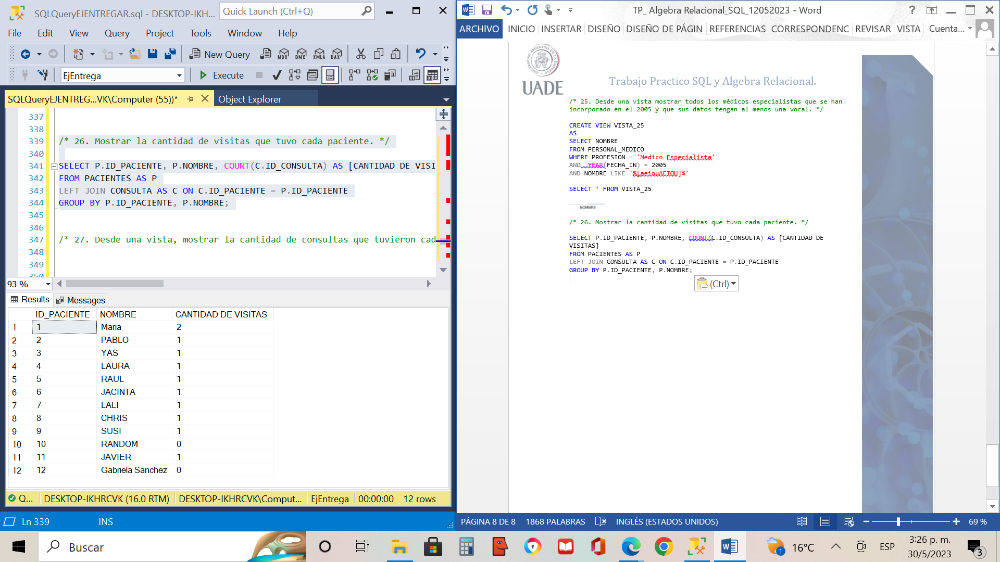 SQLQueryEJENTREGAR.sql - DESKTOP-IKH...
Quick Launch (Ctrl+Q)
File Edit View Query Project Tools Window Help
New Query
MDX DMX XMLA DAX
EjEntrega
Execute
SQLQueryEJENTREG...VK\Computer (55))*
Object Explorer
337
338
339 /* 26. Mostrar la cantidad de visitas que tuvo cada paciente. */
340
341 SELECT P.ID_PACIENTE, P.NOMBRE, COUNT(C.ID_CONSULTA) AS [CANTIDAD DE VISI
342 FROM PACIENTES AS P
343 LEFT JOIN CONSULTA AS C ON C.ID_PACIENTE = P.ID_PACIENTE
344 GROUP BY P.ID_PACIENTE, P.NOMBRE;
345
346
347 /* 27. Desde una vista, mostrar la cantidad de consultas que tuvieron cad
348
349
350
93 %
Results Messages
ID_PACIENTE NOMBRE CANTIDAD DE VISITAS
1 1 Maria 2
2 2 PABLO 1
3 3 YAS 1
4 4 LAURA 1
5 5 RAUL 1
6 6 JACINTA 1
7 7 LALI 1
8 8 CHRIS 1
9 9 SUSI 1
10 10 RANDOM 0
11 11 JAVIER 1
12 12 Gabriela Sanchez 0
Q... DESKTOP-IKHRCVK (16.0 RTM) DESKTOP-IKHRCVK\Comput... EjEntrega 00:00:00 12 rows
Ln 339 INS
TP_ Algebra Relacional_SQL_12052023 - Word
ARCHIVO INICIO INSERTAR DISEÑO DISEÑO DE PÁGIN REFERENCIAS CORRESPONDENC REVISAR VISTA Cuenta...
UNIVERSIDAD ARGENTINA DE LA EMPRESA
UADE
Trabajo Practico SQL y Algebra Relacional.
/* 25. Desde una vista mostrar todos los médicos especialistas que se han
incorporado en el 2005 y que sus datos tengan al menos una vocal. */
CREATE VIEW VISTA_25
AS
SELECT NOMBRE
FROM PERSONAL_MEDICO
WHERE PROFESION = 'Medico Especialista'
AND YEAR(FECHA_IN) = 2005
AND NOMBRE LIKE '%[aeiouAEIOU]%'
SELECT * FROM VISTA_25
NOMBRE
/* 26. Mostrar la cantidad de visitas que tuvo cada paciente. */
SELECT P.ID_PACIENTE, P.NOMBRE, COUNT(C.ID_CONSULTA) AS [CANTIDAD DE
VISITAS]
FROM PACIENTES AS P
LEFT JOIN CONSULTA AS C ON C.ID_PACIENTE = P.ID_PACIENTE
GROUP BY P.ID_PACIENTE, P.NOMBRE;
(Ctrl)
PÁGINA 8 DE 8 1868 PALABRAS INGLÉS (ESTADOS UNIDOS) 69 %
Buscar
1
16°C
ESP
3:26 p. m.
30/5/2023
3